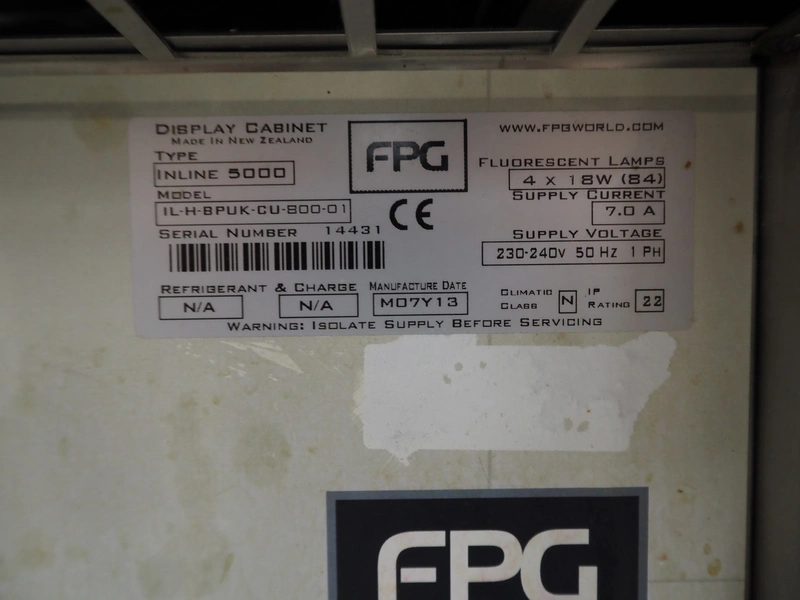 DISPLAY CABINET
MADE IN NEW ZEALAND
FPG
WWW.FPGWORLD.COM
TYPE
INLINE 5000
FLUORESCENT LAMPS
4 X 18W (84)
MODEL
IL-H-BPUK-CU-800-01
CE
SUPPLY CURRENT
7.0 A
SERIAL NUMBER 14431
SUPPLY VOLTAGE
230-240V 50 HZ 1 PH
REFRIGERANT & CHARGE
N/A N/A
MANUFACTURE DATE
M07Y13
CLIMATIC CLASS N
IP RATING 22
WARNING: ISOLATE SUPPLY BEFORE SERVICING
FPG